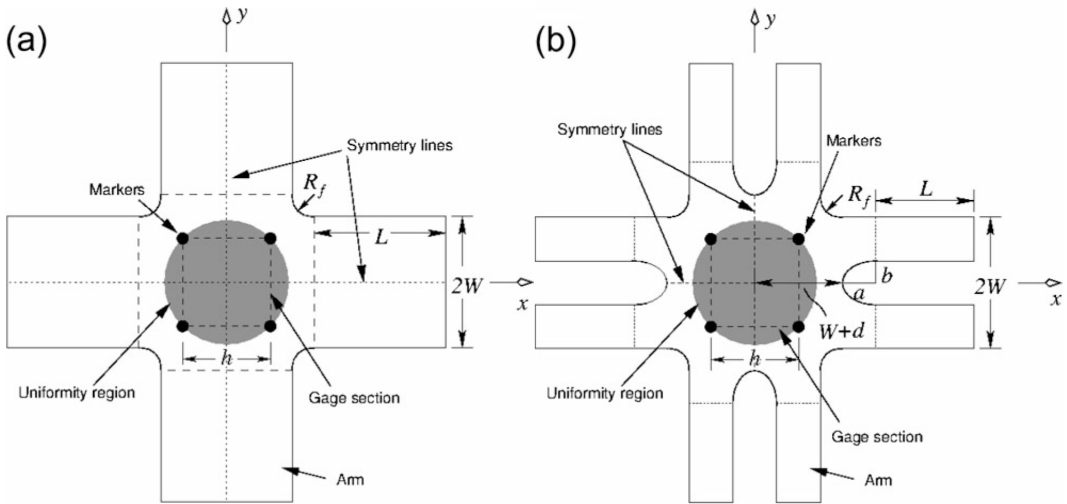 (a)
y
Symmetry lines
Markers
R_f
L
2W
x
h
Uniformity region
Gage section
Arm
(b)
y
Symmetry lines
Markers
R_f
L
b
a
2W
x
W+d
h
Uniformity region
Gage section
Arm